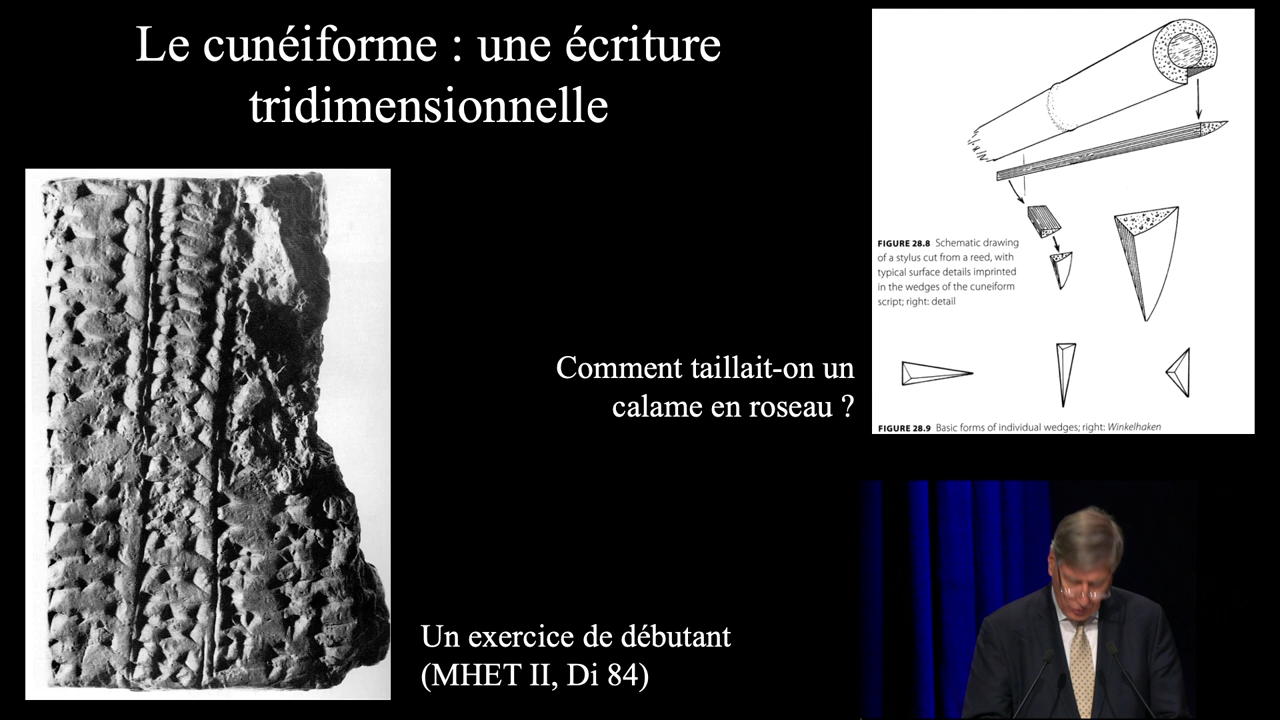 Le cunéiforme : une écriture
tridimensionnelle
FIGURE 28.8 Schematic drawing
of a stylus cut from a reed, with
typical surface details imprinted
in the wedges of the cuneiform
script; right: detail
Comment taillait-on un
calame en roseau ?
FIGURE 28.9 Basic forms of individual wedges; right: Winkelhaken
Un exercice de débutant
(MHET II, Di 84)